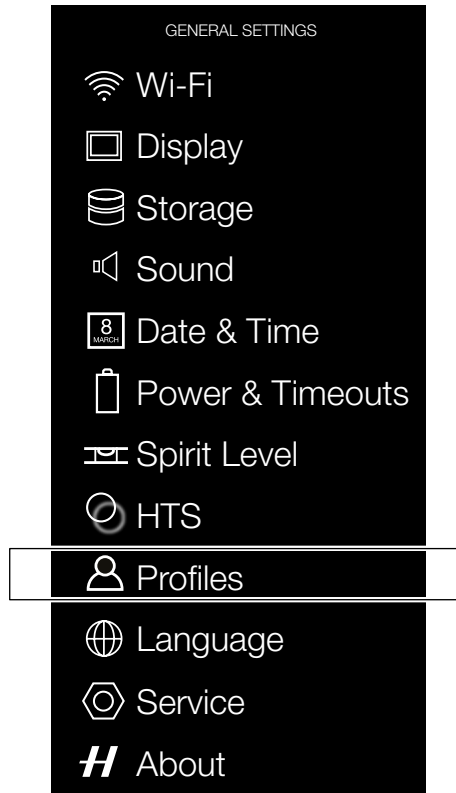 GENERAL SETTINGS
Wi-Fi
Display
Storage
Sound
8
MARCH
Date & Time
Power & Timeouts
Spirit Level
HTS
Profiles
Language
Service
H About